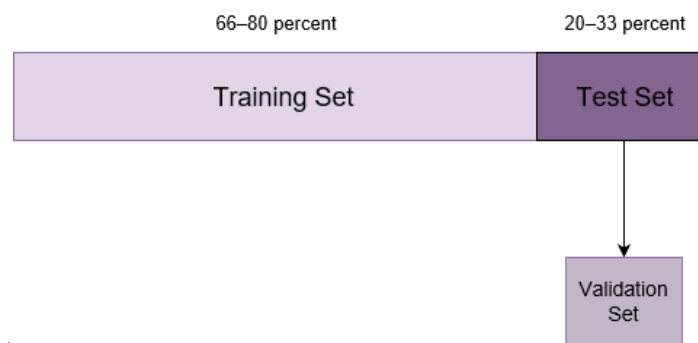 66–80 percent
20–33 percent
Training Set
Test Set
Validation
Set